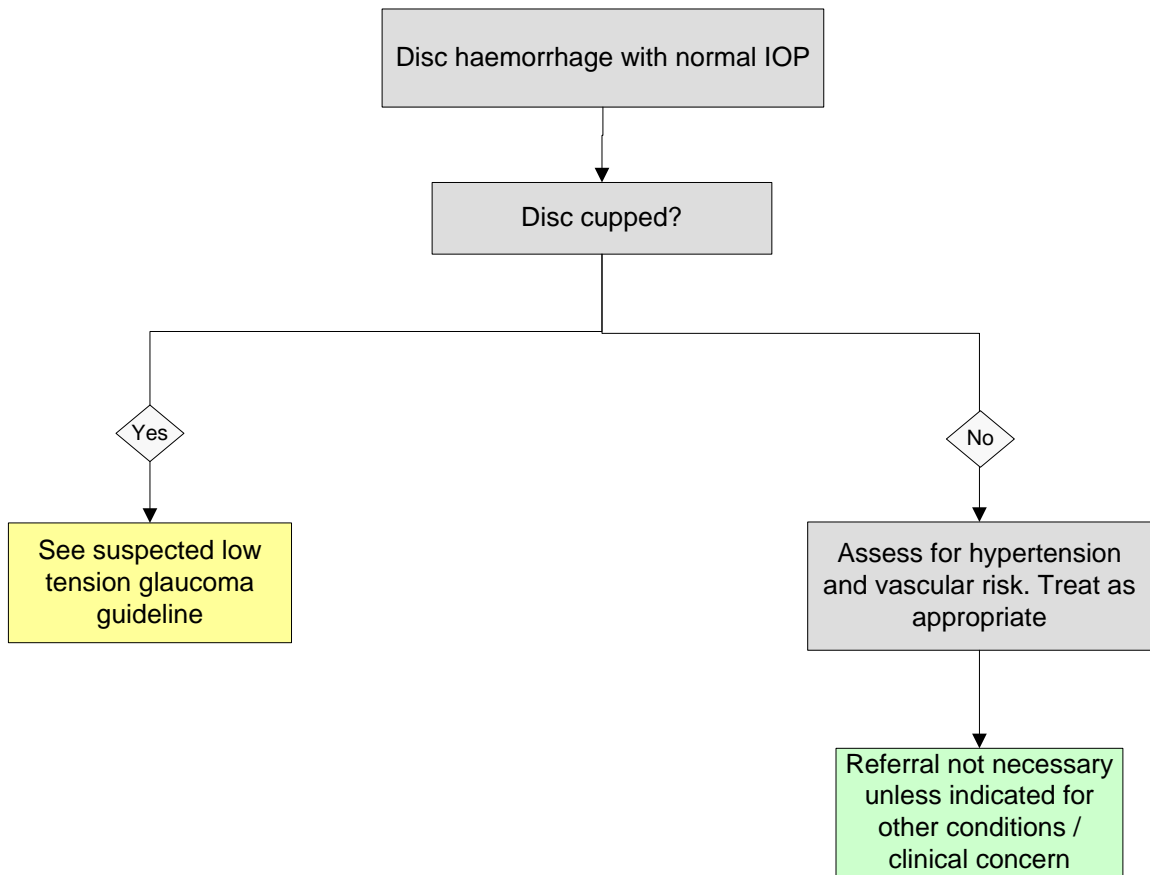 Disc haemorrhage with normal IOP
Disc cupped?
Yes
No
See suspected low
tension glaucoma
guideline
Assess for hypertension
and vascular risk. Treat as
appropriate
Referral not necessary
unless indicated for
other conditions /
clinical concern